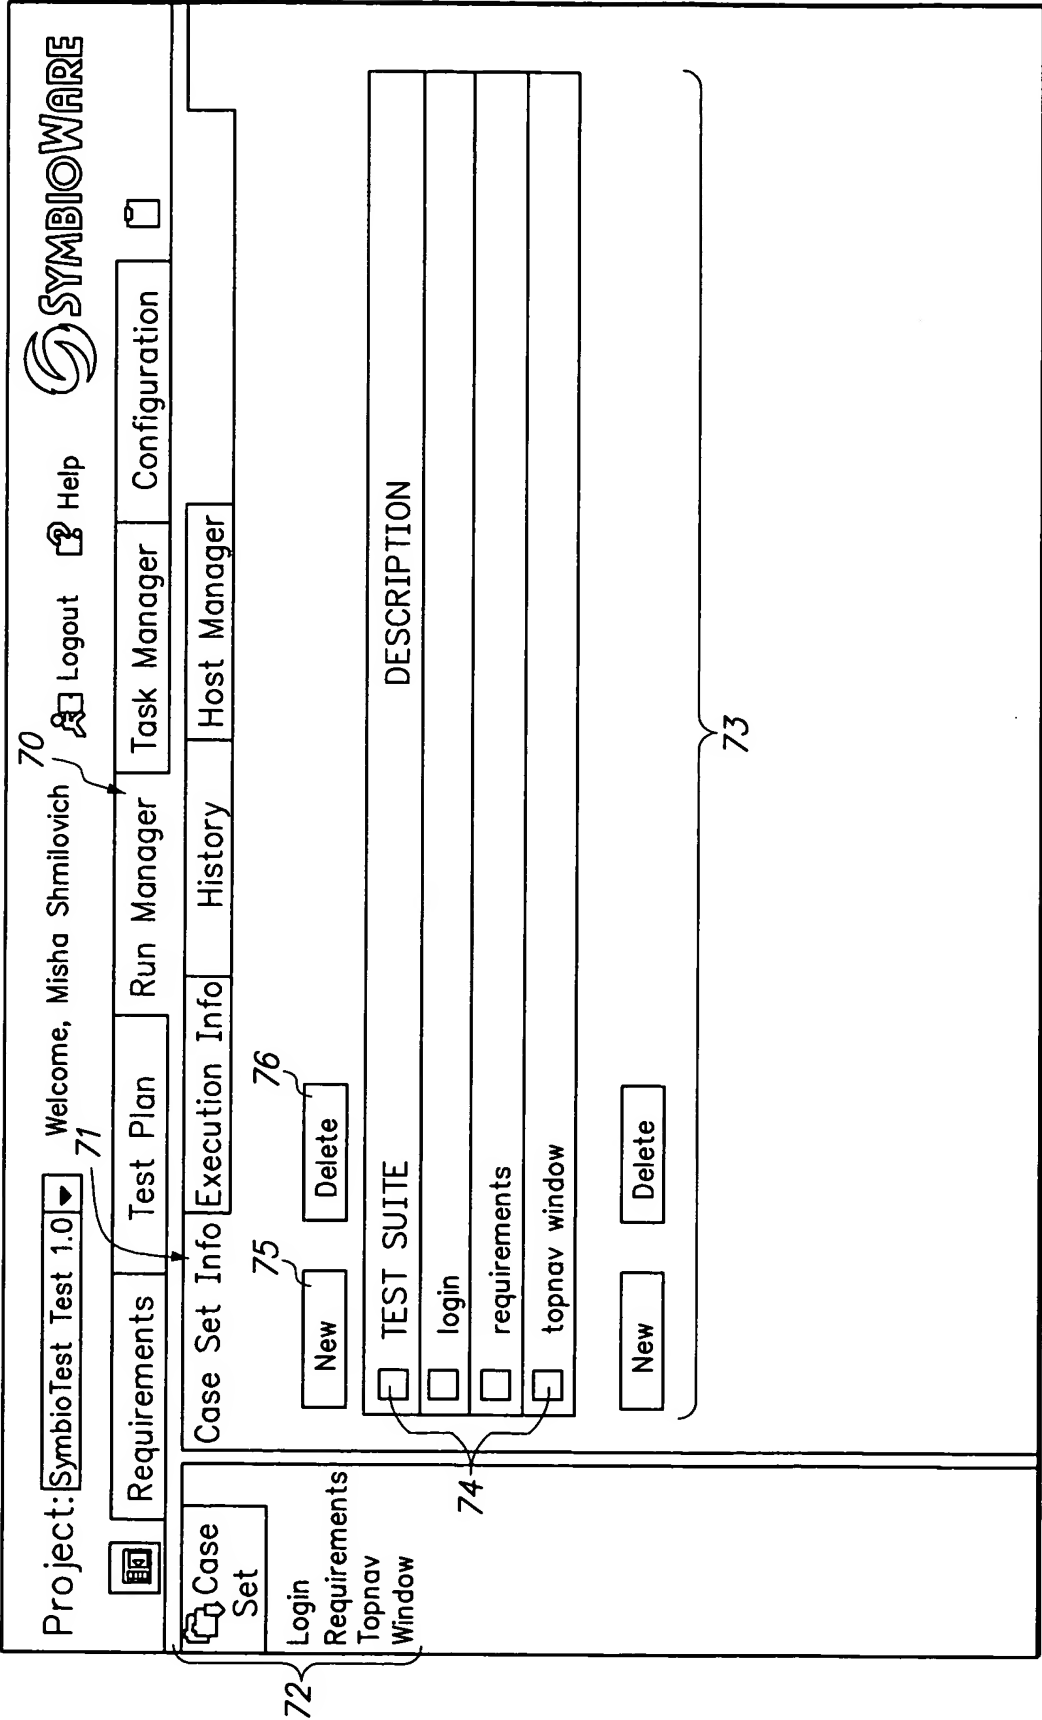 Project: SymbioTest Test 1.0 Welcome, Misha Shmilovich 70 Logout Help SYMBIOWARE
71
Requirements Test Plan Run Manager Task Manager Configuration
Case Set Case Set Info Execution Info History Host Manager
75 76
New Delete
Login
Requirements
Topnav
Window
72
TEST SUITE DESCRIPTION
login
requirements
topnav window
74
New Delete
73